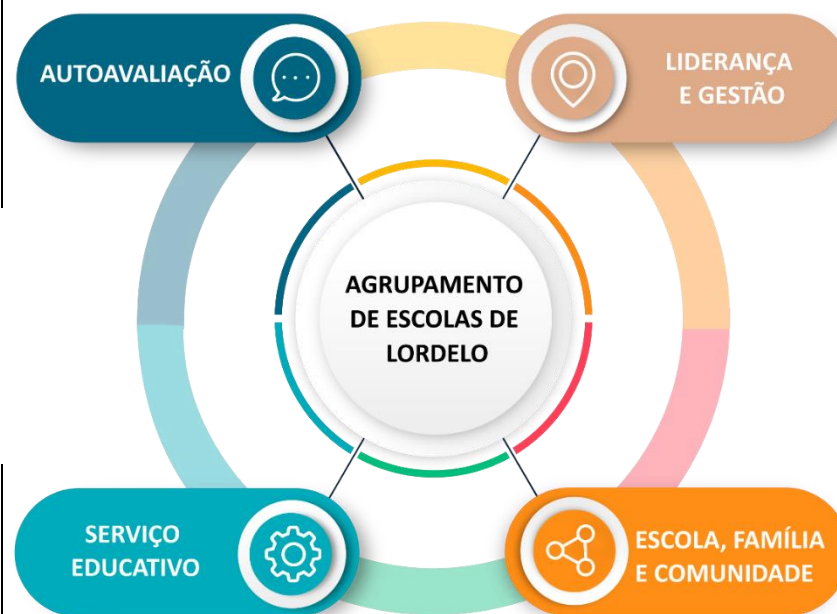 AUTOAVALIAÇÃO
LIDERANÇA
E GESTÃO
AGRUPAMENTO
DE ESCOLAS DE
LORDELO
SERVIÇO
EDUCATIVO
ESCOLA, FAMÍLIA
E COMUNIDADE